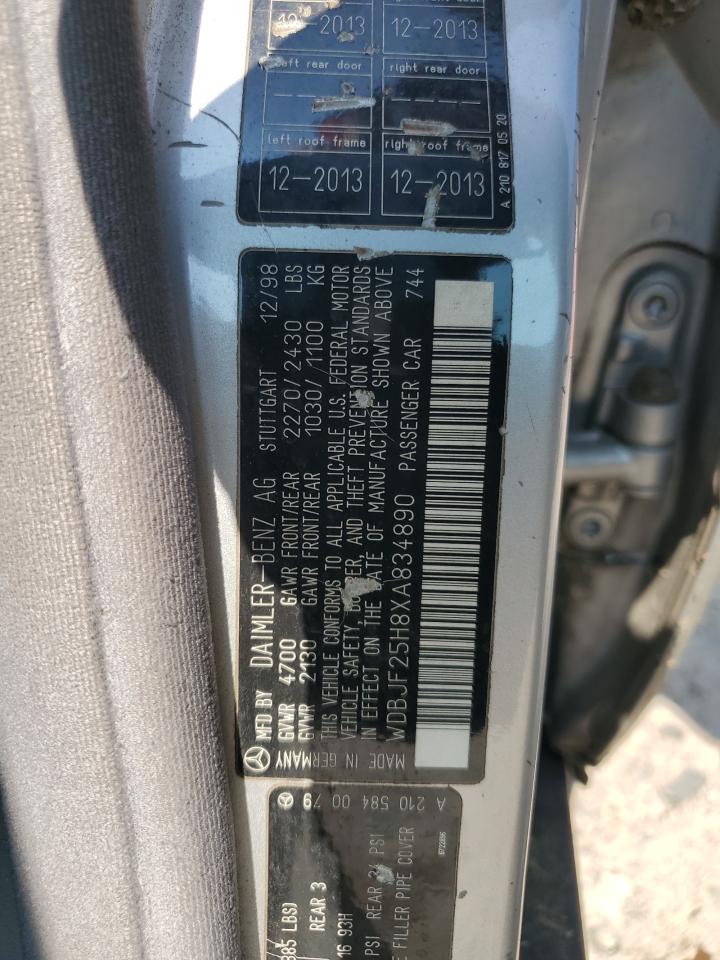 12-2013 12-2013
left rear door right rear door
left roof frame right roof frame
12-2013 12-2013
A 210 817 05 20
MFD BY DAIMLER-BENZ AG STUTTGART 12/98
GVWR 4700 GAWR FRONT/REAR 2270/2430 LBS
GVWR 2130 GAWR FRONT/REAR 1030/1100 KG
THIS VEHICLE CONFORMS TO ALL APPLICABLE U.S. FEDERAL MOTOR
VEHICLE SAFETY, BUMPER, AND THEFT PREVENTION STANDARDS
IN EFFECT ON THE DATE OF MANUFACTURE SHOWN ABOVE
WDBJF25H8XA834890 PASSENGER CAR 744
MADE IN GERMANY
A 210 584 00 79
885 LBS)
REAR 3
16 93H
PSI REAR PSI
E FILLER PIPE COVER